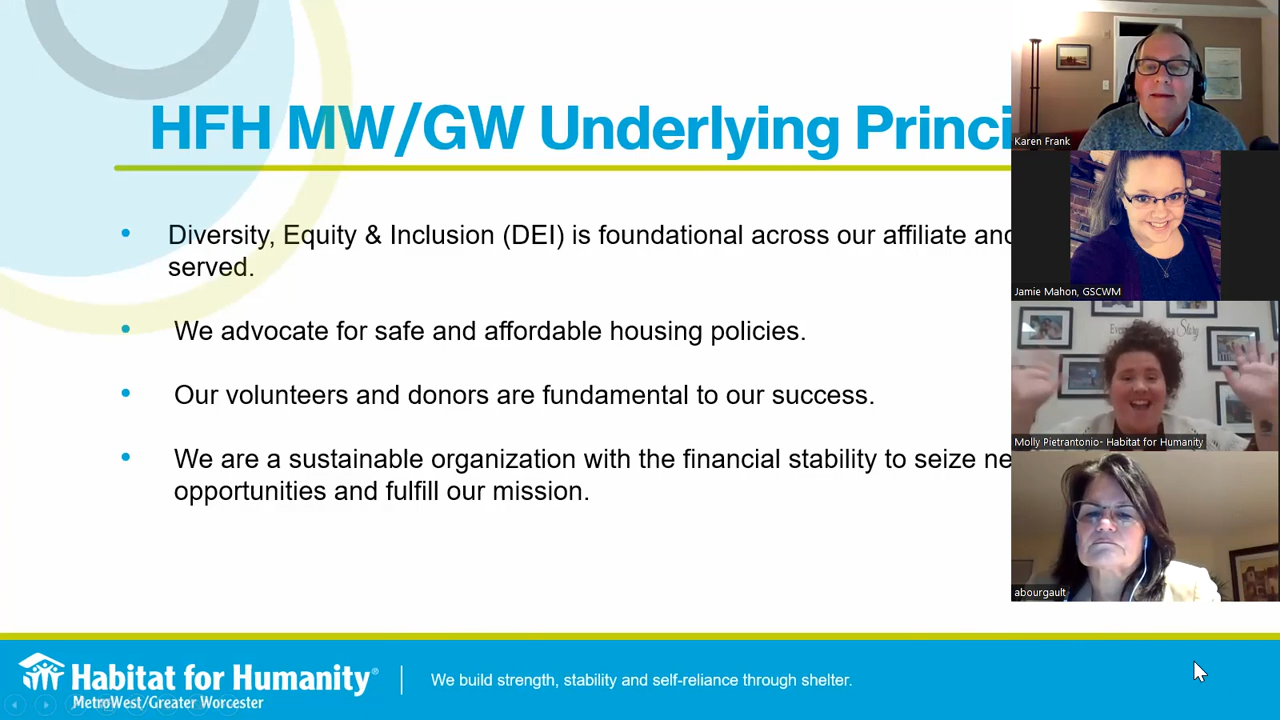 HFH MW/GW Underlying Princi
Diversity, Equity & Inclusion (DEI) is foundational across our affiliate and
served.
We advocate for safe and affordable housing policies.
Our volunteers and donors are fundamental to our success.
We are a sustainable organization with the financial stability to seize ne
opportunities and fulfill our mission.
Karen Frank
Jamie Mahon, GSCWM
Story
Molly Pietrantonio- Habitat for Humanity
abourgault
Habitat for Humanity®
MetroWest/Greater Worcester
We build strength, stability and self-reliance through shelter.